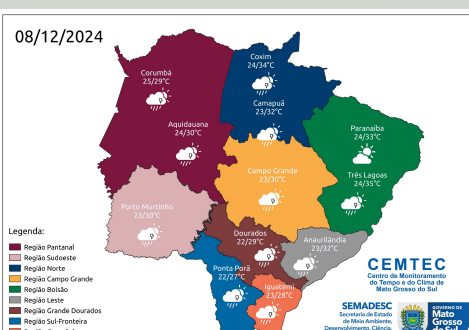 08/12/2024
Coxim
24/34°C
Corumbá
25/29°C
Camapuã
23/32°C
Aquidauana
24/30°C
Paranaíba
24/33°C
Campo Grande
23/30°C
Três Lagoas
24/35°C
Porto Murtinho
23/30°C
Dourados
22/29°C
Anaurilândia
23/32°C
Ponta Porã
22/27°C
Iguatemi
23/28°C
Legenda:
Região Pantanal
Região Sudoeste
Região Norte
Região Campo Grande
Região Bolsão
Região Leste
Região Grande Dourados
Região Sul-Fronteira
CEMTEC
Centro de Monitoramento
do Tempo e do Clima de
Mato Grosso do Sul
SEMADESC
Secretaria de Estado
de Meio Ambiente,
Desenvolvimento, Ciência,
GOVERNO DE
Mato
Grosso